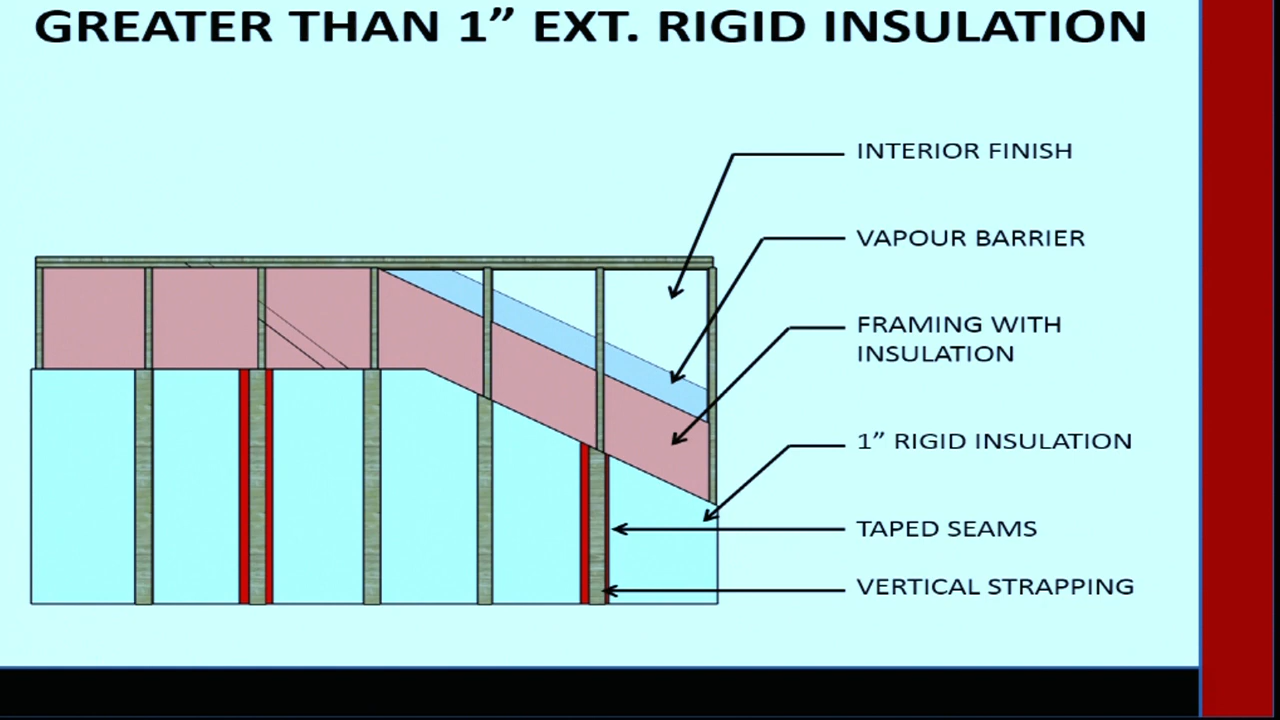 GREATER THAN 1” EXT. RIGID INSULATION
INTERIOR FINISH
VAPOUR BARRIER
FRAMING WITH
INSULATION
1” RIGID INSULATION
TAPED SEAMS
VERTICAL STRAPPING